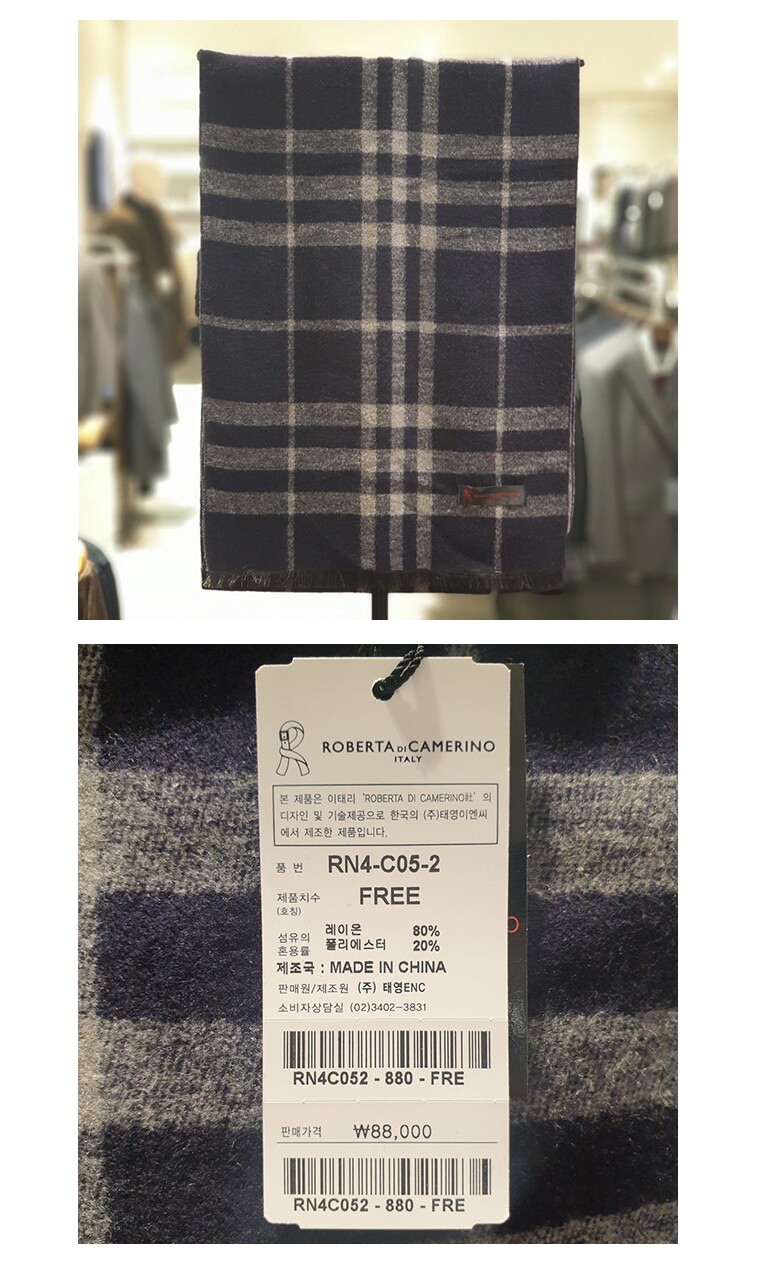 ROBERTA DI CAMERINO
ITALY
본 제품은 이태리 'ROBERTA DI CAMERINO社' 의
디자인 및 기술제공으로 한국의 (주)태영이엔씨
에서 제조한 제품입니다.
품 번 RN4-C05-2
제품치수 FREE
(호칭)
섬유의 레이온 80%
혼용률 폴리에스터 20%
제조국 : MADE IN CHINA
판매원/제조원 (주) 태영ENC
소비자상담실 (02)3402-3831
RN4C052 - 880 - FRE
판매가격 ₩88,000
RN4C052 - 880 - FRE